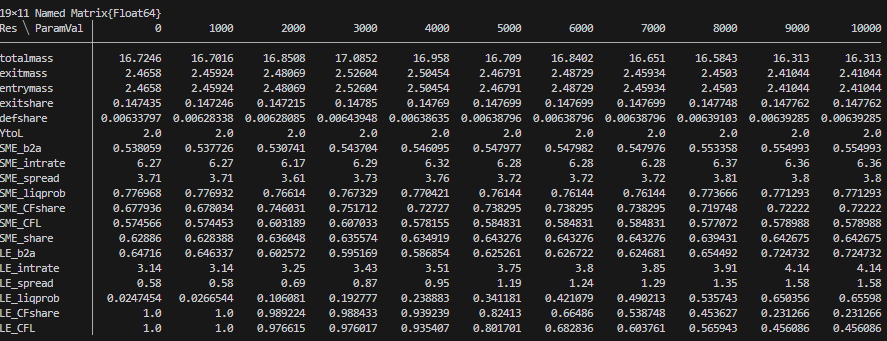 19×11 Named Matrix{Float64}
Res ╲ ParamVal │ 0 1000 2000 3000 4000 5000 6000 7000 8000 9000 10000
totalmass 16.7246 16.7016 16.8508 17.0852 16.958 16.709 16.8402 16.651 16.5843 16.313 16.313
exitmass 2.4658 2.45924 2.48069 2.52604 2.50454 2.46791 2.48729 2.45934 2.4503 2.41044 2.41044
entrymass 2.4658 2.45924 2.48069 2.52604 2.50454 2.46791 2.48729 2.45934 2.4503 2.41044 2.41044
exitshare 0.147435 0.147246 0.147215 0.14785 0.14769 0.147699 0.147699 0.147699 0.147748 0.147762 0.147762
defshare 0.00633797 0.00628338 0.00628085 0.00643948 0.00638635 0.00638796 0.00638796 0.00638796 0.00639103 0.00639285 0.00639285
YtoL 2.0 2.0 2.0 2.0 2.0 2.0 2.0 2.0 2.0 2.0 2.0
SME_b2a 0.538059 0.537726 0.530741 0.543704 0.546095 0.547977 0.547982 0.547976 0.553358 0.554993 0.554993
SME_intrate 6.27 6.27 6.17 6.29 6.32 6.28 6.28 6.28 6.37 6.36 6.36
SME_spread 3.71 3.71 3.61 3.73 3.76 3.72 3.72 3.72 3.81 3.8 3.8
SME_liqprob 0.776968 0.776932 0.76614 0.767329 0.770421 0.76144 0.76144 0.76144 0.773666 0.771293 0.771293
SME_CFshare 0.677936 0.678034 0.746031 0.751712 0.72727 0.738295 0.738295 0.738295 0.719748 0.72222 0.72222
SME_CFL 0.574566 0.574453 0.603189 0.607033 0.578155 0.584831 0.584831 0.584831 0.577072 0.578988 0.578988
SME_share 0.62886 0.628388 0.636048 0.635574 0.634919 0.643276 0.643276 0.643276 0.639431 0.642675 0.642675
LE_b2a 0.64716 0.646337 0.602572 0.595169 0.586854 0.625261 0.626722 0.624681 0.654492 0.724732 0.724732
LE_intrate 3.14 3.14 3.25 3.43 3.51 3.75 3.8 3.85 3.91 4.14 4.14
LE_spread 0.58 0.58 0.69 0.87 0.95 1.19 1.24 1.29 1.35 1.58 1.58
LE_liqprob 0.0247454 0.0266544 0.106081 0.192777 0.238883 0.341181 0.421079 0.490213 0.535743 0.650356 0.65598
LE_CFshare 1.0 1.0 0.989224 0.988433 0.939239 0.82413 0.66486 0.538748 0.453627 0.231266 0.231266
LE_CFL 1.0 1.0 0.976615 0.976017 0.935407 0.801701 0.682836 0.603761 0.565943 0.456086 0.456086